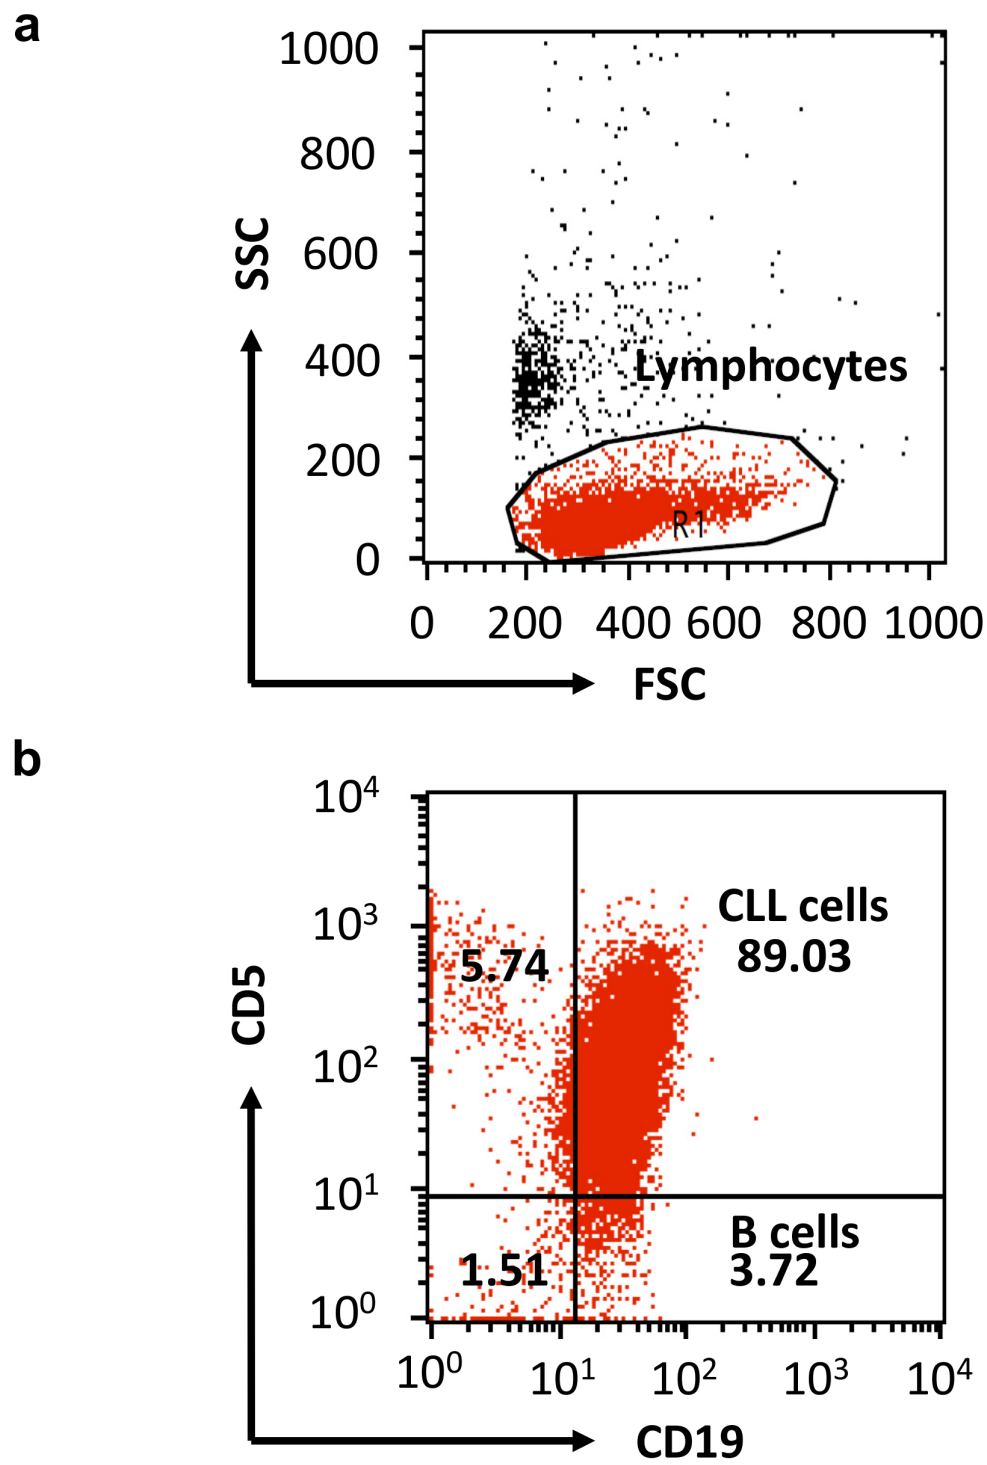 a
1000
800
600
400
200
0
SSC
Lymphocytes
R1
0 200 400 600 800 1000
FSC
b
10⁴
10³
10²
10¹
10⁰
CD5
CLL cells
89.03
5.74
B cells
3.72
1.51
10⁰ 10¹ 10² 10³ 10⁴
CD19